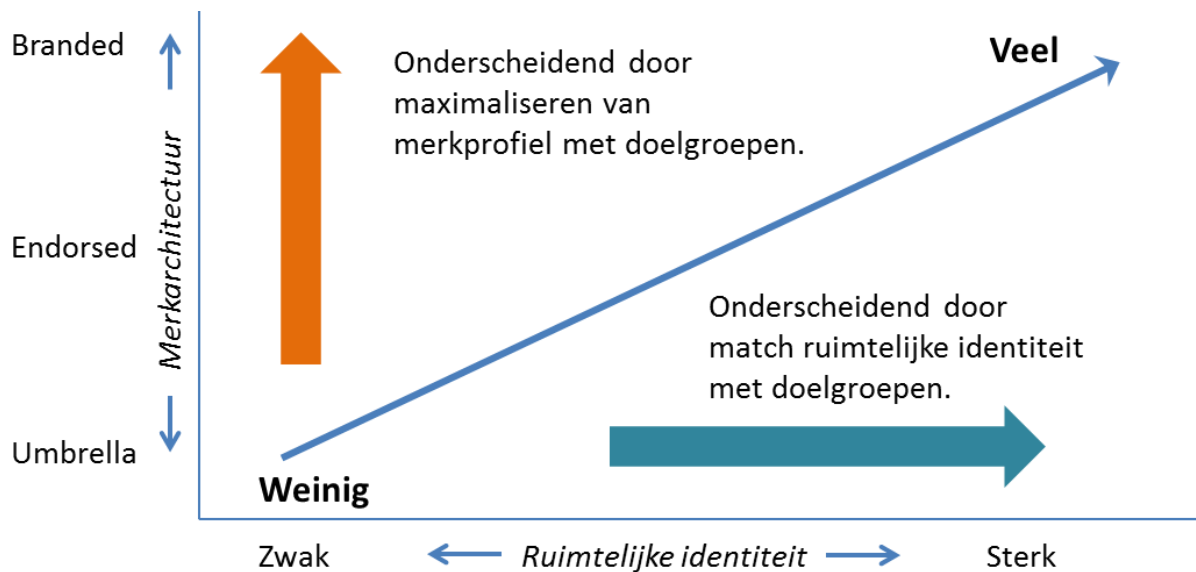 Branded
Veel
Onderscheidend door
maximaliseren van
merkprofiel met doelgroepen.
Merkarchitectuur
Endorsed
Onderscheidend door
match ruimtelijke identiteit
met doelgroepen.
Umbrella
Weinig
Zwak
Ruimtelijke identiteit
Sterk